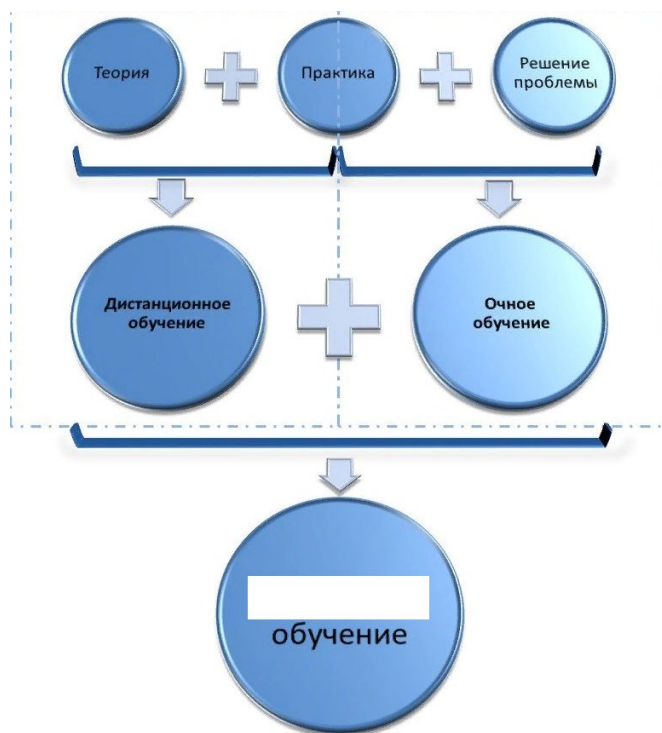 Теория
Практика
Решение
проблемы
Дистанционное
обучение
Очное
обучение
обучение